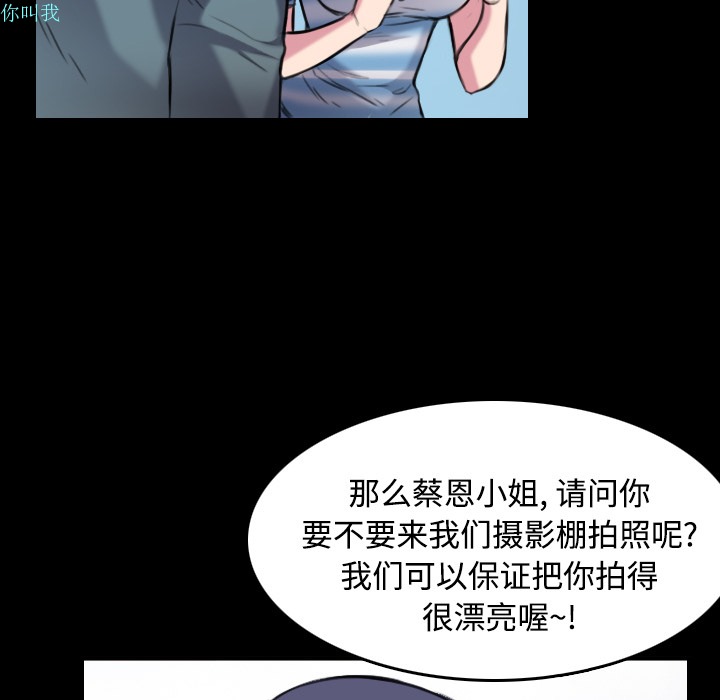 你叫我
那么蔡恩小姐, 请问你
要不要来我们摄影棚拍照呢?
我们可以保证把你拍得
很漂亮喔~!